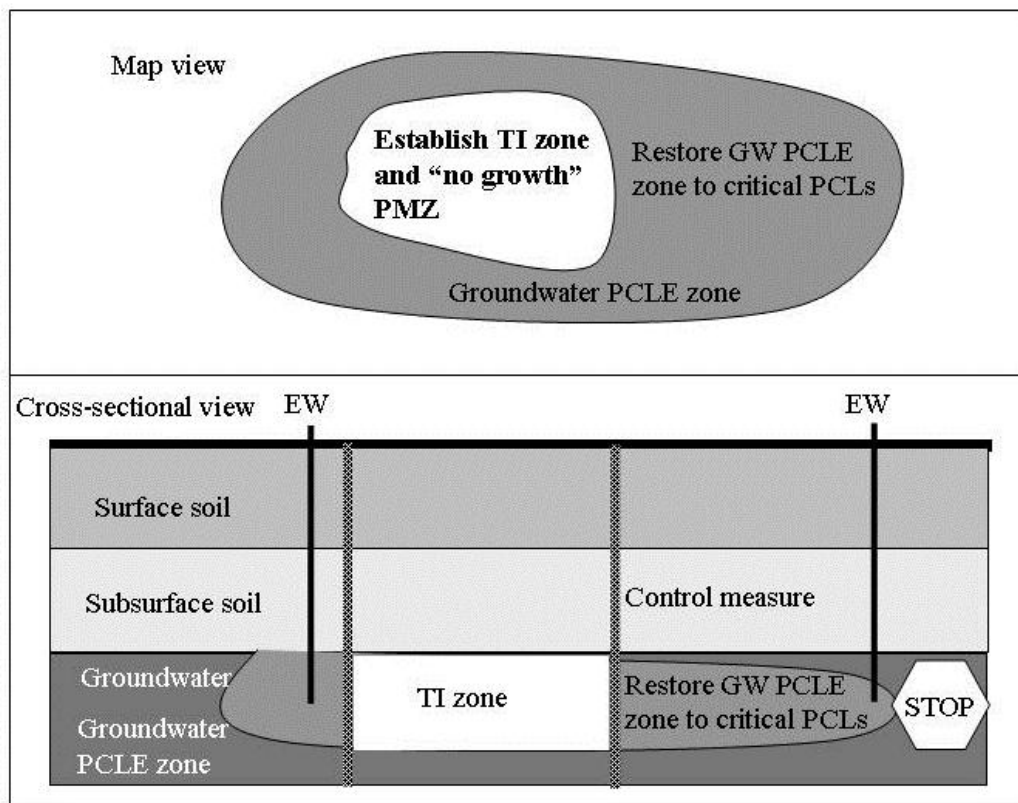 Map view
Establish TI zone
and “no growth”
PMZ
Restore GW PCLE
zone to critical PCLs
Groundwater PCLE zone
Cross-sectional view
EW
EW
Surface soil
Subsurface soil
Control measure
Groundwater
Groundwater
PCLE zone
TI zone
Restore GW PCLE
zone to critical PCLs
STOP